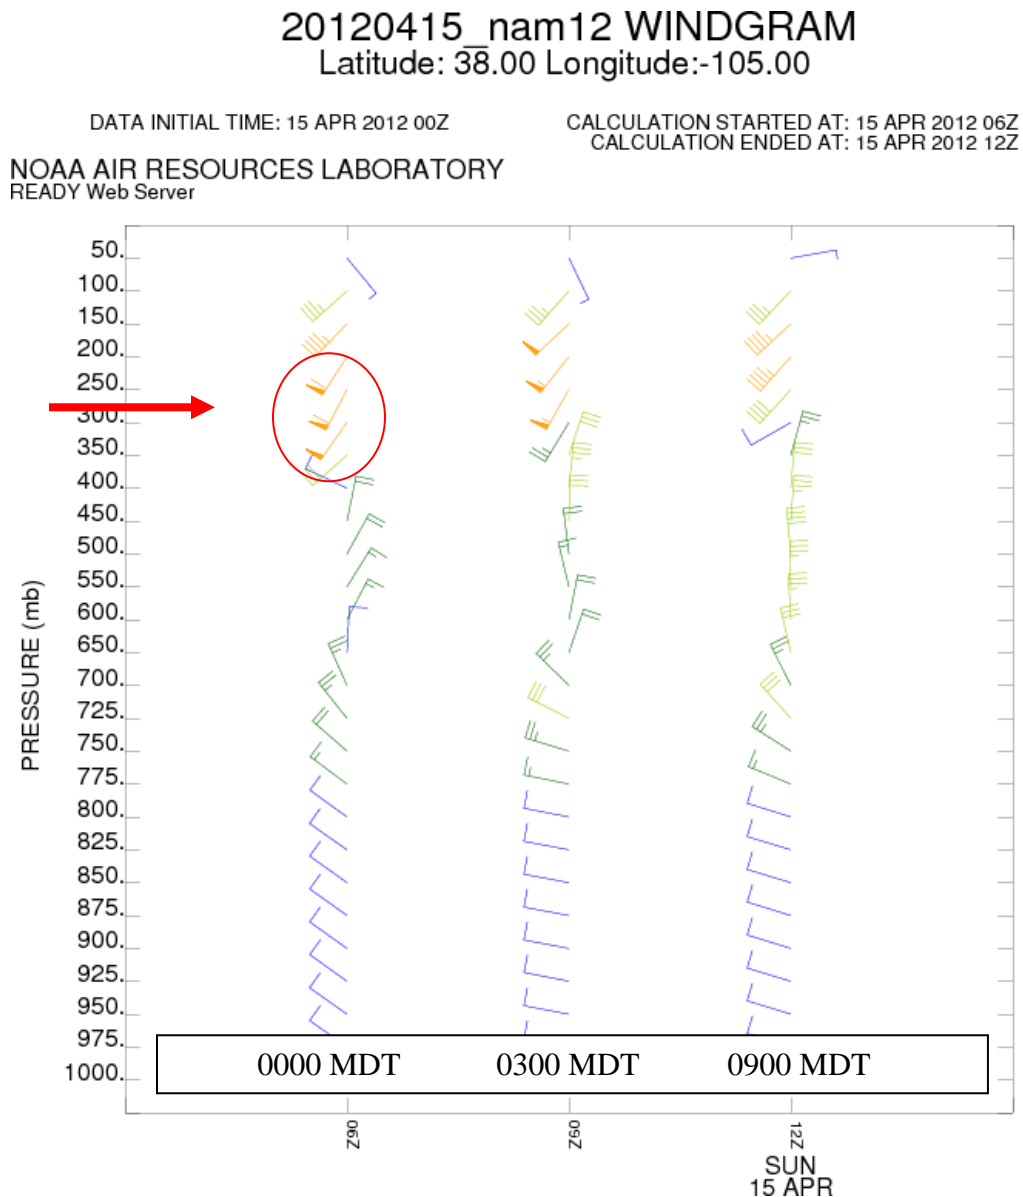 20120415_nam12 WINDGRAM
Latitude: 38.00 Longitude:-105.00
DATA INITIAL TIME: 15 APR 2012 00Z
CALCULATION STARTED AT: 15 APR 2012 06Z
CALCULATION ENDED AT: 15 APR 2012 12Z
NOAA AIR RESOURCES LABORATORY
READY Web Server
PRESSURE (mb)
50.
100.
150.
200.
250.
300.
350.
400.
450.
500.
550.
600.
650.
700.
725.
750.
775.
800.
825.
850.
875.
900.
925.
950.
975.
1000.
0000 MDT 0300 MDT 0900 MDT
06Z 09Z 12Z
SUN
15 APR